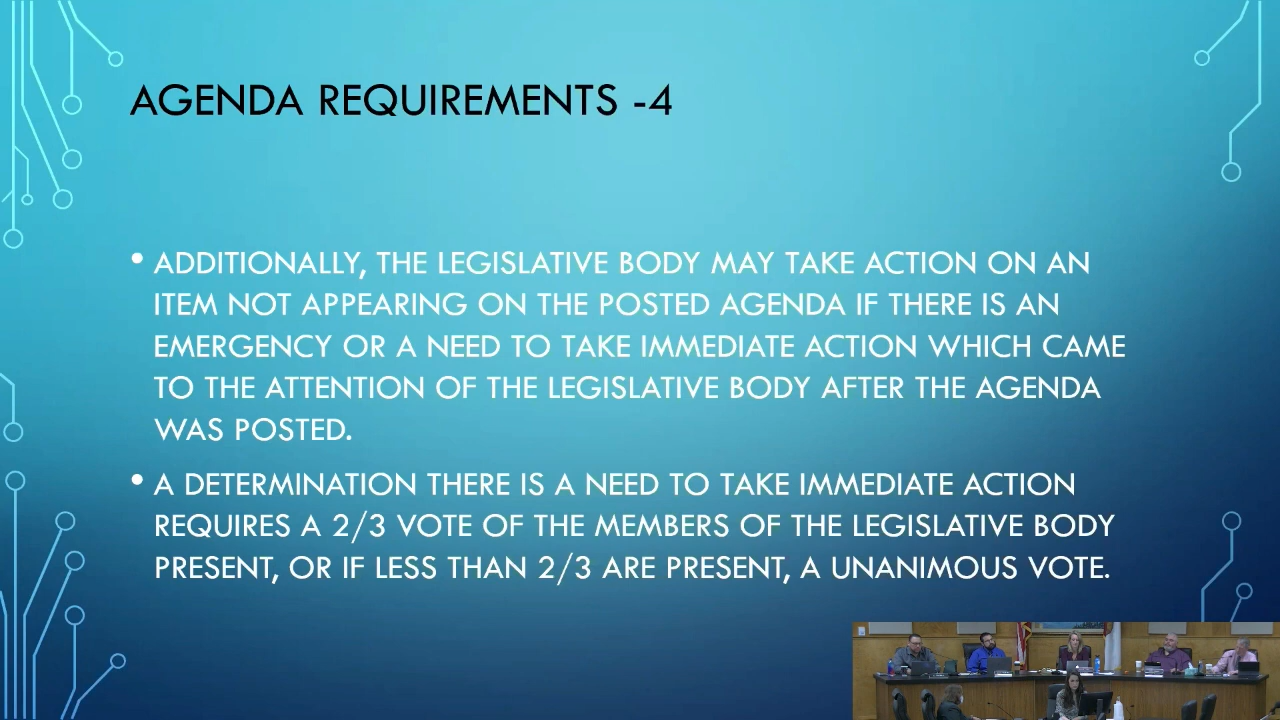 AGENDA REQUIREMENTS -4
• ADDITIONALLY, THE LEGISLATIVE BODY MAY TAKE ACTION ON AN
ITEM NOT APPEARING ON THE POSTED AGENDA IF THERE IS AN
EMERGENCY OR A NEED TO TAKE IMMEDIATE ACTION WHICH CAME
TO THE ATTENTION OF THE LEGISLATIVE BODY AFTER THE AGENDA
WAS POSTED.
• A DETERMINATION THERE IS A NEED TO TAKE IMMEDIATE ACTION
REQUIRES A 2/3 VOTE OF THE MEMBERS OF THE LEGISLATIVE BODY
PRESENT, OR IF LESS THAN 2/3 ARE PRESENT, A UNANIMOUS VOTE.